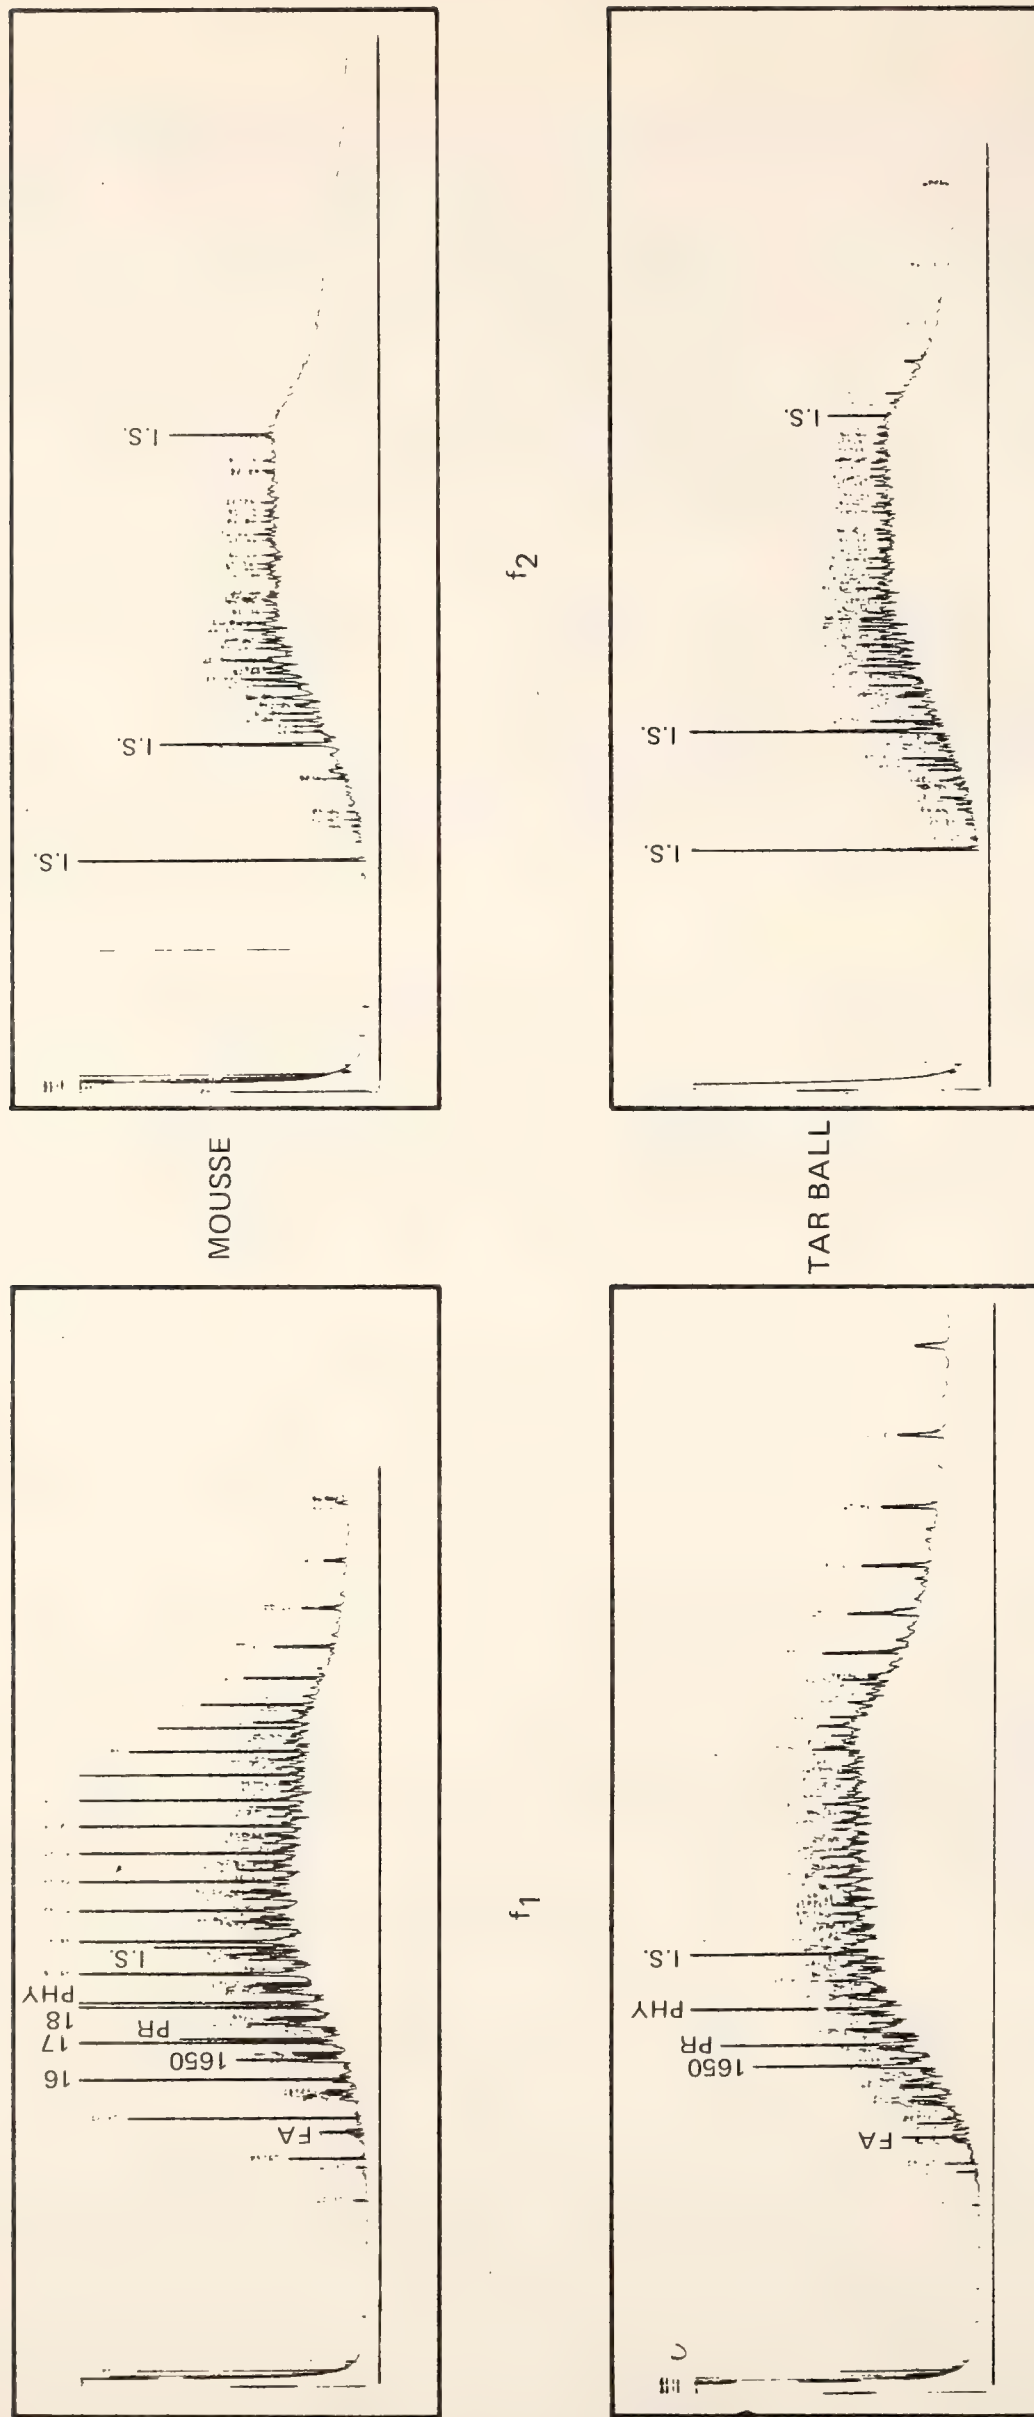 I.S.
I.S.
I.S.
f2
I.S.
I.S.
I.S.
MOUSSE
TAR BALL
I.S.
PHY
18
17
PR
1650
16
FA
f1
I.S.
PHY
PR
1650
FA